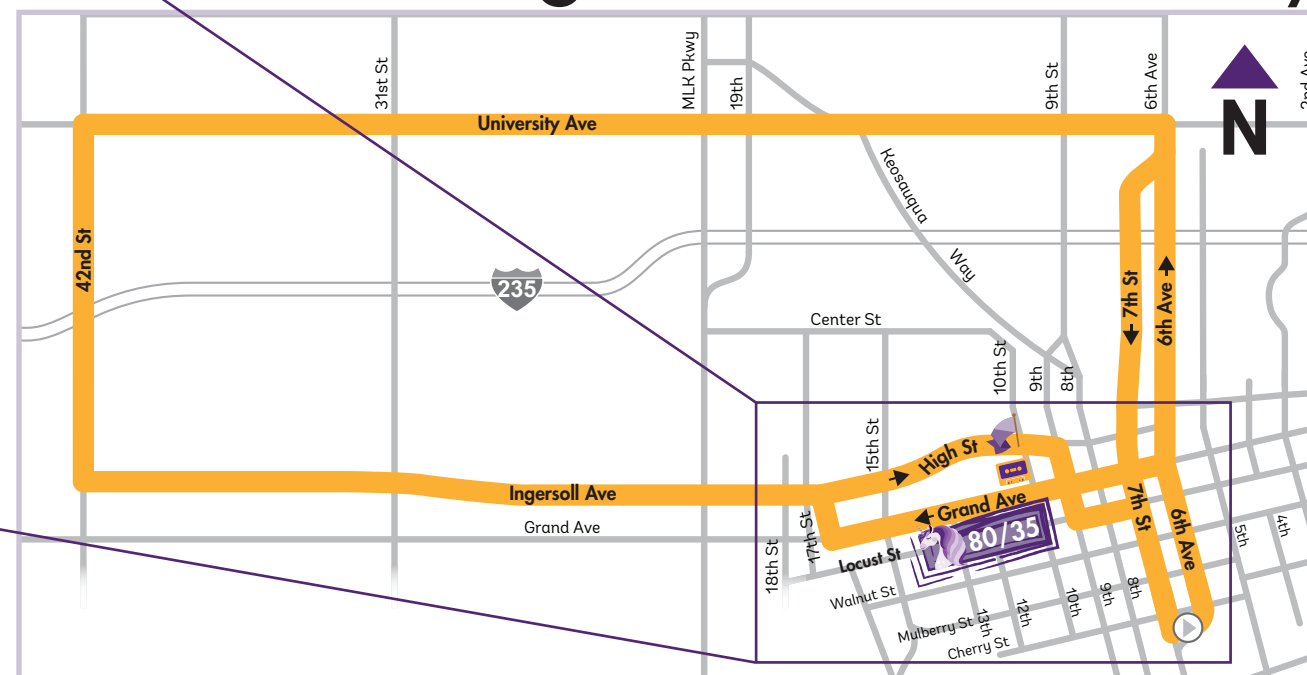 31st St
MLK Pkwy
19th
9th St
6th Ave
2nd Ave
N
University Ave
Keosauqua
Way
42nd St
235
7th St
6th Ave
Center St
10th St
9th
8th
15th St
High St
Ingersoll Ave
Grand Ave
Grand Ave
17th St
18th St
Locust St
80/35
7th St
6th Ave
5th
4th
Walnut St
Mulberry St
13th
12th
10th
9th
8th
Cherry St